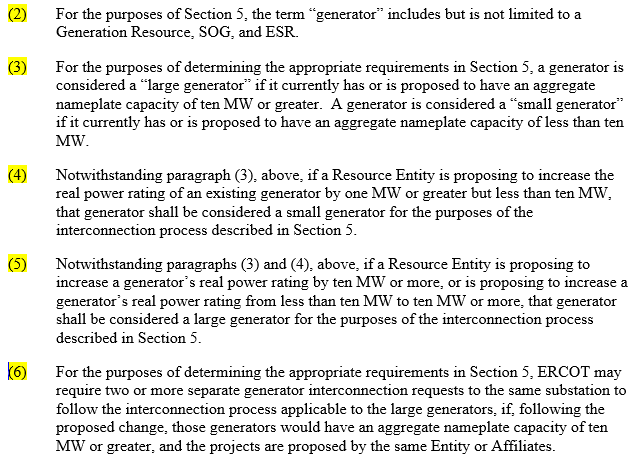 (2) For the purposes of Section 5, the term “generator” includes but is not limited to a
Generation Resource, SOG, and ESR.
(3) For the purposes of determining the appropriate requirements in Section 5, a generator is
considered a “large generator” if it currently has or is proposed to have an aggregate
nameplate capacity of ten MW or greater.  A generator is considered a “small generator”
if it currently has or is proposed to have an aggregate nameplate capacity of less than ten
MW.
(4) Notwithstanding paragraph (3), above, if a Resource Entity is proposing to increase the
real power rating of an existing generator by one MW or greater but less than ten MW,
that generator shall be considered a small generator for the purposes of the
interconnection process described in Section 5.
(5) Notwithstanding paragraphs (3) and (4), above, if a Resource Entity is proposing to
increase a generator’s real power rating by ten MW or more, or is proposing to increase a
generator’s real power rating from less than ten MW to ten MW or more, that generator
shall be considered a large generator for the purposes of the interconnection process
described in Section 5.
(6) For the purposes of determining the appropriate requirements in Section 5, ERCOT may
require two or more separate generator interconnection requests to the same substation to
follow the interconnection process applicable to the large generators, if, following the
proposed change, those generators would have an aggregate nameplate capacity of ten
MW or greater, and the projects are proposed by the same Entity or Affiliates.